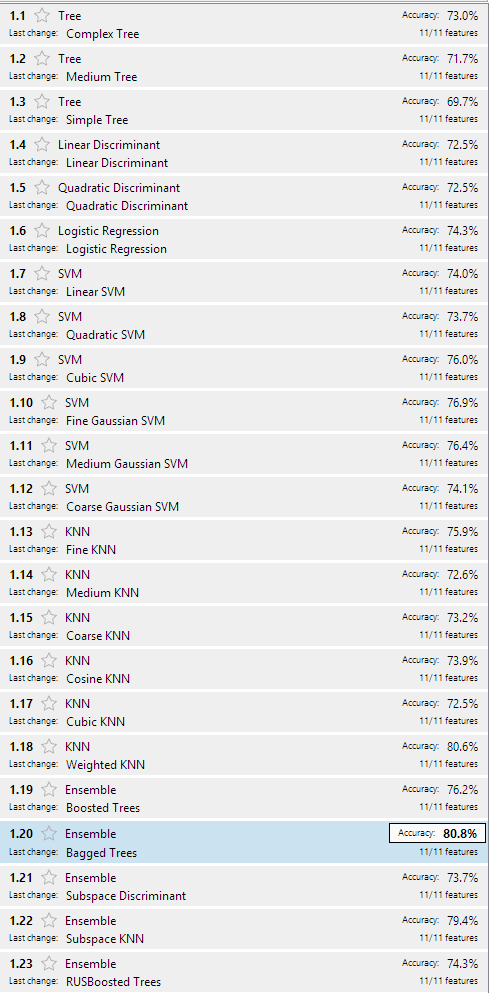 1.1 Tree Accuracy: 73.0%
Last change: Complex Tree 11/11 features
1.2 Tree Accuracy: 71.7%
Last change: Medium Tree 11/11 features
1.3 Tree Accuracy: 69.7%
Last change: Simple Tree 11/11 features
1.4 Linear Discriminant Accuracy: 72.5%
Last change: Linear Discriminant 11/11 features
1.5 Quadratic Discriminant Accuracy: 72.5%
Last change: Quadratic Discriminant 11/11 features
1.6 Logistic Regression Accuracy: 74.3%
Last change: Logistic Regression 11/11 features
1.7 SVM Accuracy: 74.0%
Last change: Linear SVM 11/11 features
1.8 SVM Accuracy: 73.7%
Last change: Quadratic SVM 11/11 features
1.9 SVM Accuracy: 76.0%
Last change: Cubic SVM 11/11 features
1.10 SVM Accuracy: 76.9%
Last change: Fine Gaussian SVM 11/11 features
1.11 SVM Accuracy: 76.4%
Last change: Medium Gaussian SVM 11/11 features
1.12 SVM Accuracy: 74.1%
Last change: Coarse Gaussian SVM 11/11 features
1.13 KNN Accuracy: 75.9%
Last change: Fine KNN 11/11 features
1.14 KNN Accuracy: 72.6%
Last change: Medium KNN 11/11 features
1.15 KNN Accuracy: 73.2%
Last change: Coarse KNN 11/11 features
1.16 KNN Accuracy: 73.9%
Last change: Cosine KNN 11/11 features
1.17 KNN Accuracy: 72.5%
Last change: Cubic KNN 11/11 features
1.18 KNN Accuracy: 80.6%
Last change: Weighted KNN 11/11 features
1.19 Ensemble Accuracy: 76.2%
Last change: Boosted Trees 11/11 features
1.20 Ensemble Accuracy: 80.8%
Last change: Bagged Trees 11/11 features
1.21 Ensemble Accuracy: 73.7%
Last change: Subspace Discriminant 11/11 features
1.22 Ensemble Accuracy: 79.4%
Last change: Subspace KNN 11/11 features
1.23 Ensemble Accuracy: 74.3%
Last change: RUSBoosted Trees 11/11 features